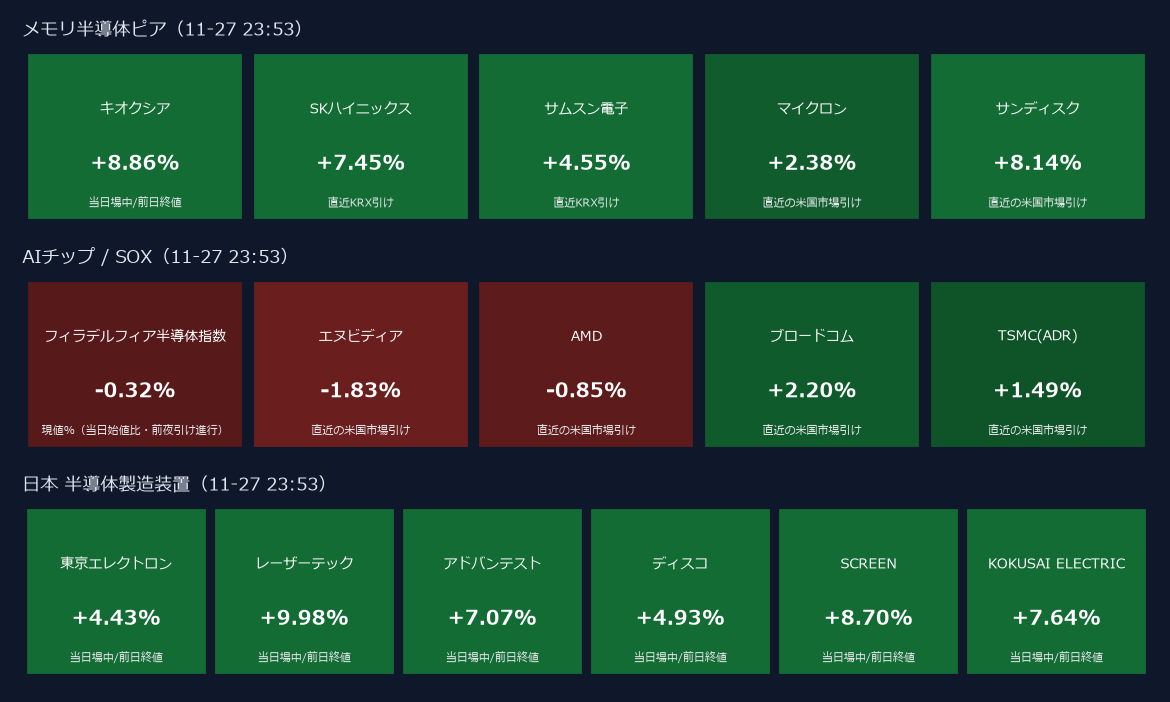 メモリ半導体ピア（11-27 23:53）
キオクシア
+8.86%
当日場中/前日終値
SKハイニックス
+7.45%
直近KRX引け
サムスン電子
+4.55%
直近KRX引け
マイクロン
+2.38%
直近の米国市場引け
サンディスク
+8.14%
直近の米国市場引け
AIチップ / SOX（11-27 23:53）
フィラデルフィア半導体指数
-0.32%
現値%（当日始値比・前夜引け進行）
エヌビディア
-1.83%
直近の米国市場引け
AMD
-0.85%
直近の米国市場引け
ブロードコム
+2.20%
直近の米国市場引け
TSMC(ADR)
+1.49%
直近の米国市場引け
日本 半導体製造装置（11-27 23:53）
東京エレクトロン
+4.43%
当日場中/前日終値
レーザーテック
+9.98%
当日場中/前日終値
アドバンテスト
+7.07%
当日場中/前日終値
ディスコ
+4.93%
当日場中/前日終値
SCREEN
+8.70%
当日場中/前日終値
KOKUSAI ELECTRIC
+7.64%
当日場中/前日終値